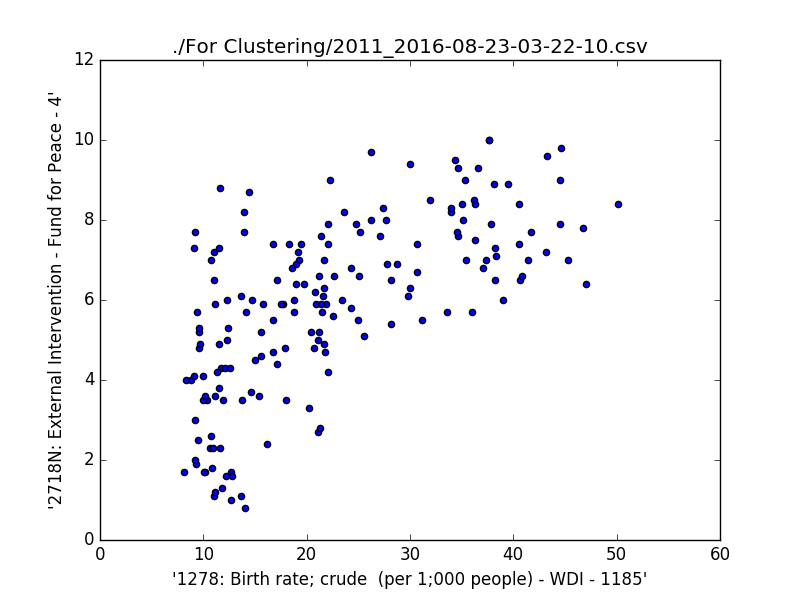 ./For Clustering/2011_2016-08-23-03-22-10.csv
12
10
8
6
4
2
0
'2718N: External Intervention - Fund for Peace - 4'
0 10 20 30 40 50 60
'1278: Birth rate; crude  (per 1;000 people) - WDI - 1185'